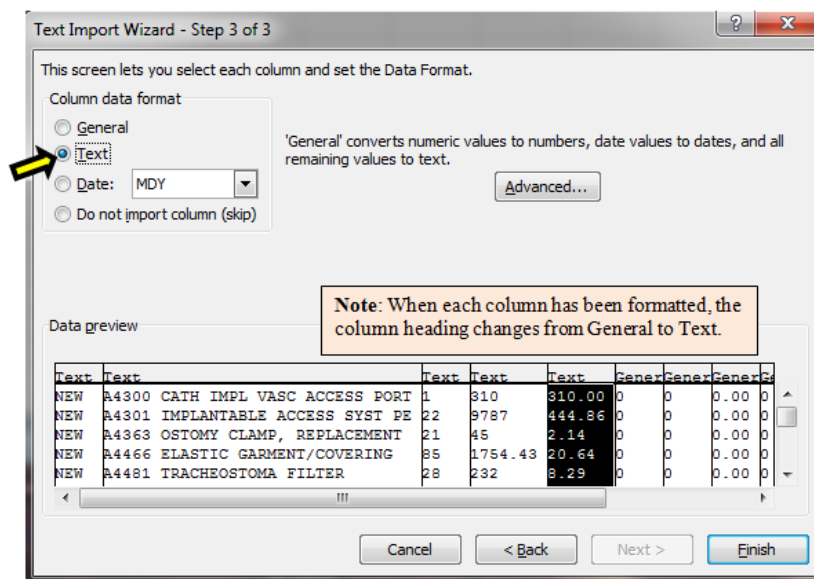 Text Import Wizard - Step 3 of 3
?
X
This screen lets you select each column and set the Data Format.
Column data format
General
Text
Date: MDY
Do not import column (skip)
'General' converts numeric values to numbers, date values to dates, and all
remaining values to text.
Advanced...
Note: When each column has been formatted, the
column heading changes from General to Text.
Data preview
Text Text Text Text Text Gener Gener Gener Ge
NEW A4300 CATH IMPL VASC ACCESS PORT 1 310 310.00 0 0 0.00 0
NEW A4301 IMPLANTABLE ACCESS SYST PE 22 9787 444.86 0 0 0.00 0
NEW A4363 OSTOMY CLAMP, REPLACEMENT 21 45 2.14 0 0 0.00 0
NEW A4466 ELASTIC GARMENT/COVERING 85 1754.43 20.64 0 0 0.00 0
NEW A4481 TRACHEOSTOMA FILTER 28 232 8.29 0 0 0.00 0
Cancel < Back Next > Finish